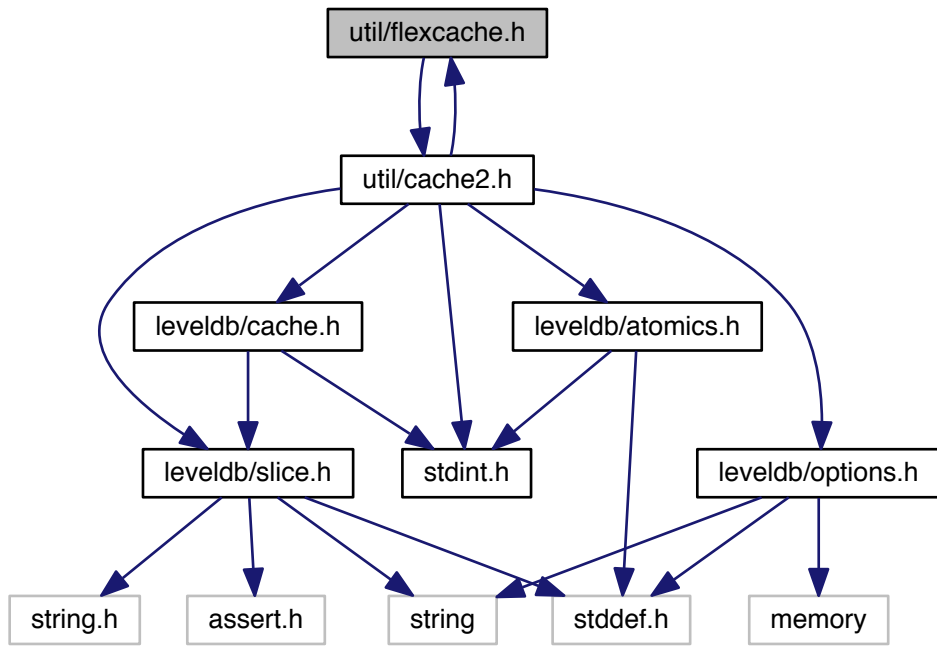 util/flexcache.h
util/cache2.h
leveldb/cache.h
leveldb/atomics.h
leveldb/slice.h
stdint.h
leveldb/options.h
string.h
assert.h
string
stddef.h
memory